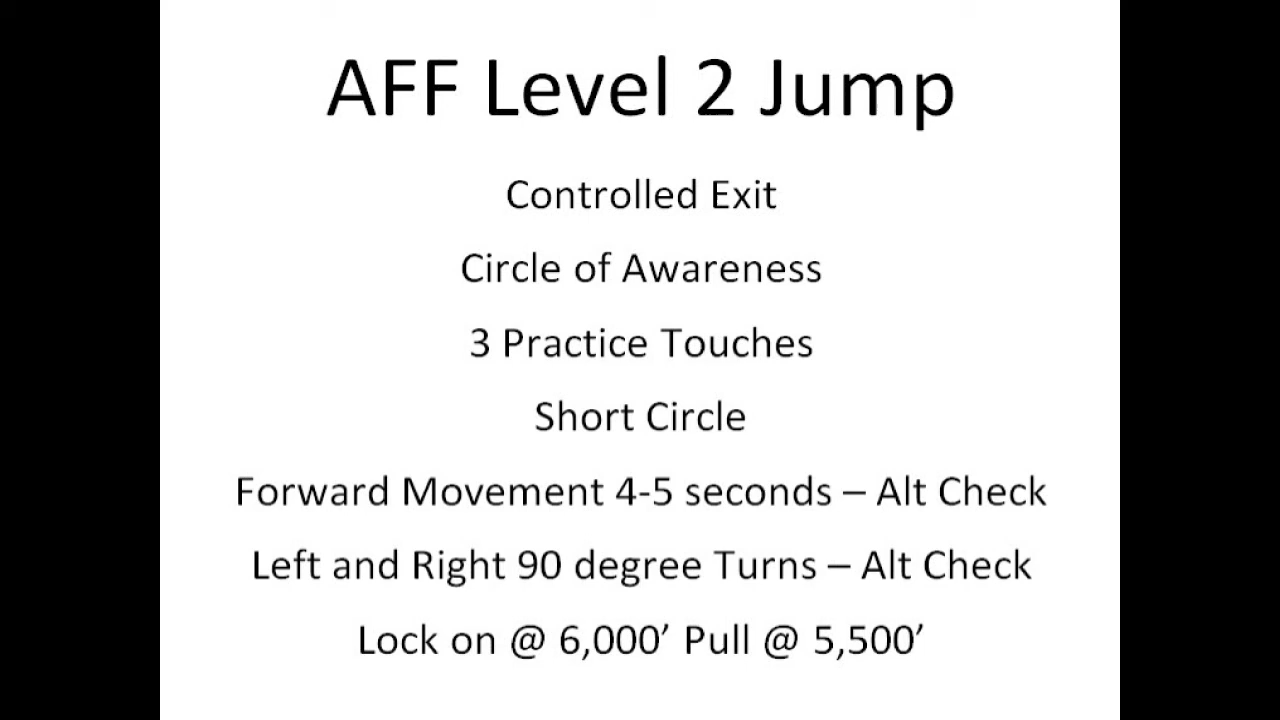 AFF Level 2 Jump
Controlled Exit
Circle of Awareness
3 Practice Touches
Short Circle
Forward Movement 4-5 seconds – Alt Check
Left and Right 90 degree Turns – Alt Check
Lock on @ 6,000’ Pull @ 5,500’